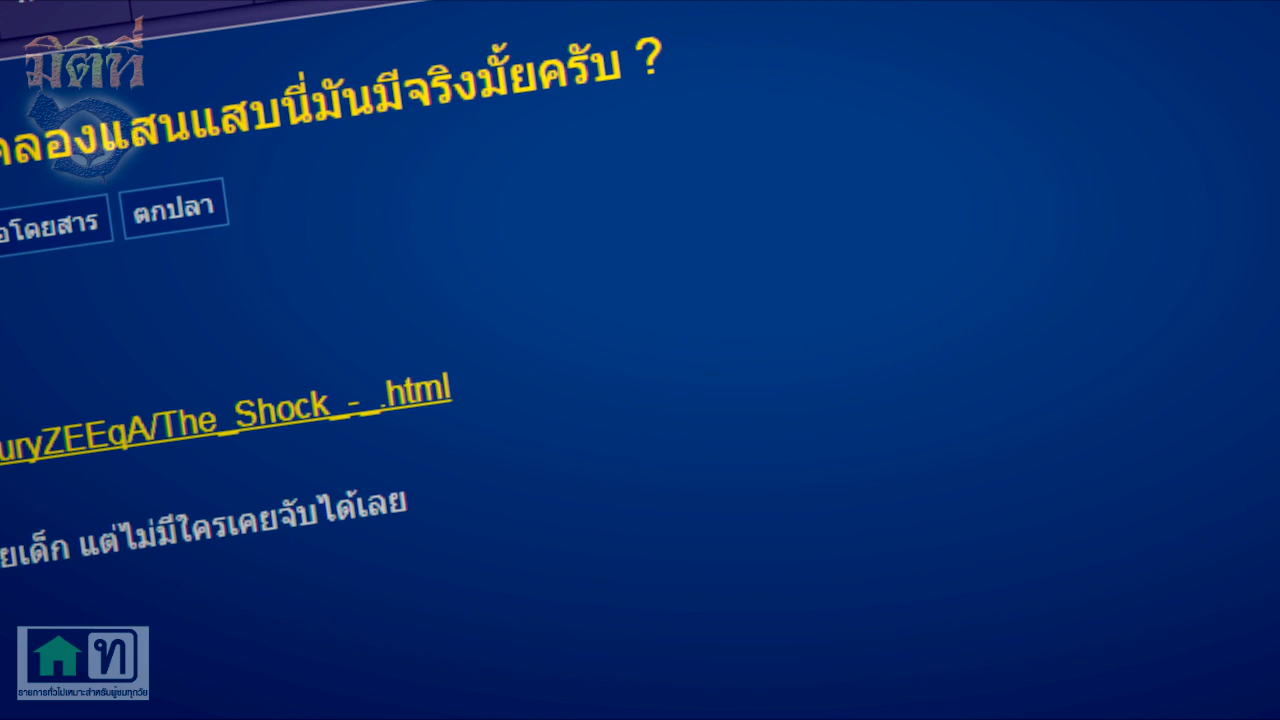 มิติที่
6
คลองแสนแสบนี่มันมีจริงมั้ยครับ ?
อโดยสาร
ตกปลา
uryZEEqA/The_Shock_-_.html
ยเด็ก แต่ไม่มีใครเคยจับได้เลย
ท
รายการทั่วไปเหมาะสำหรับผู้ชมทุกวัย